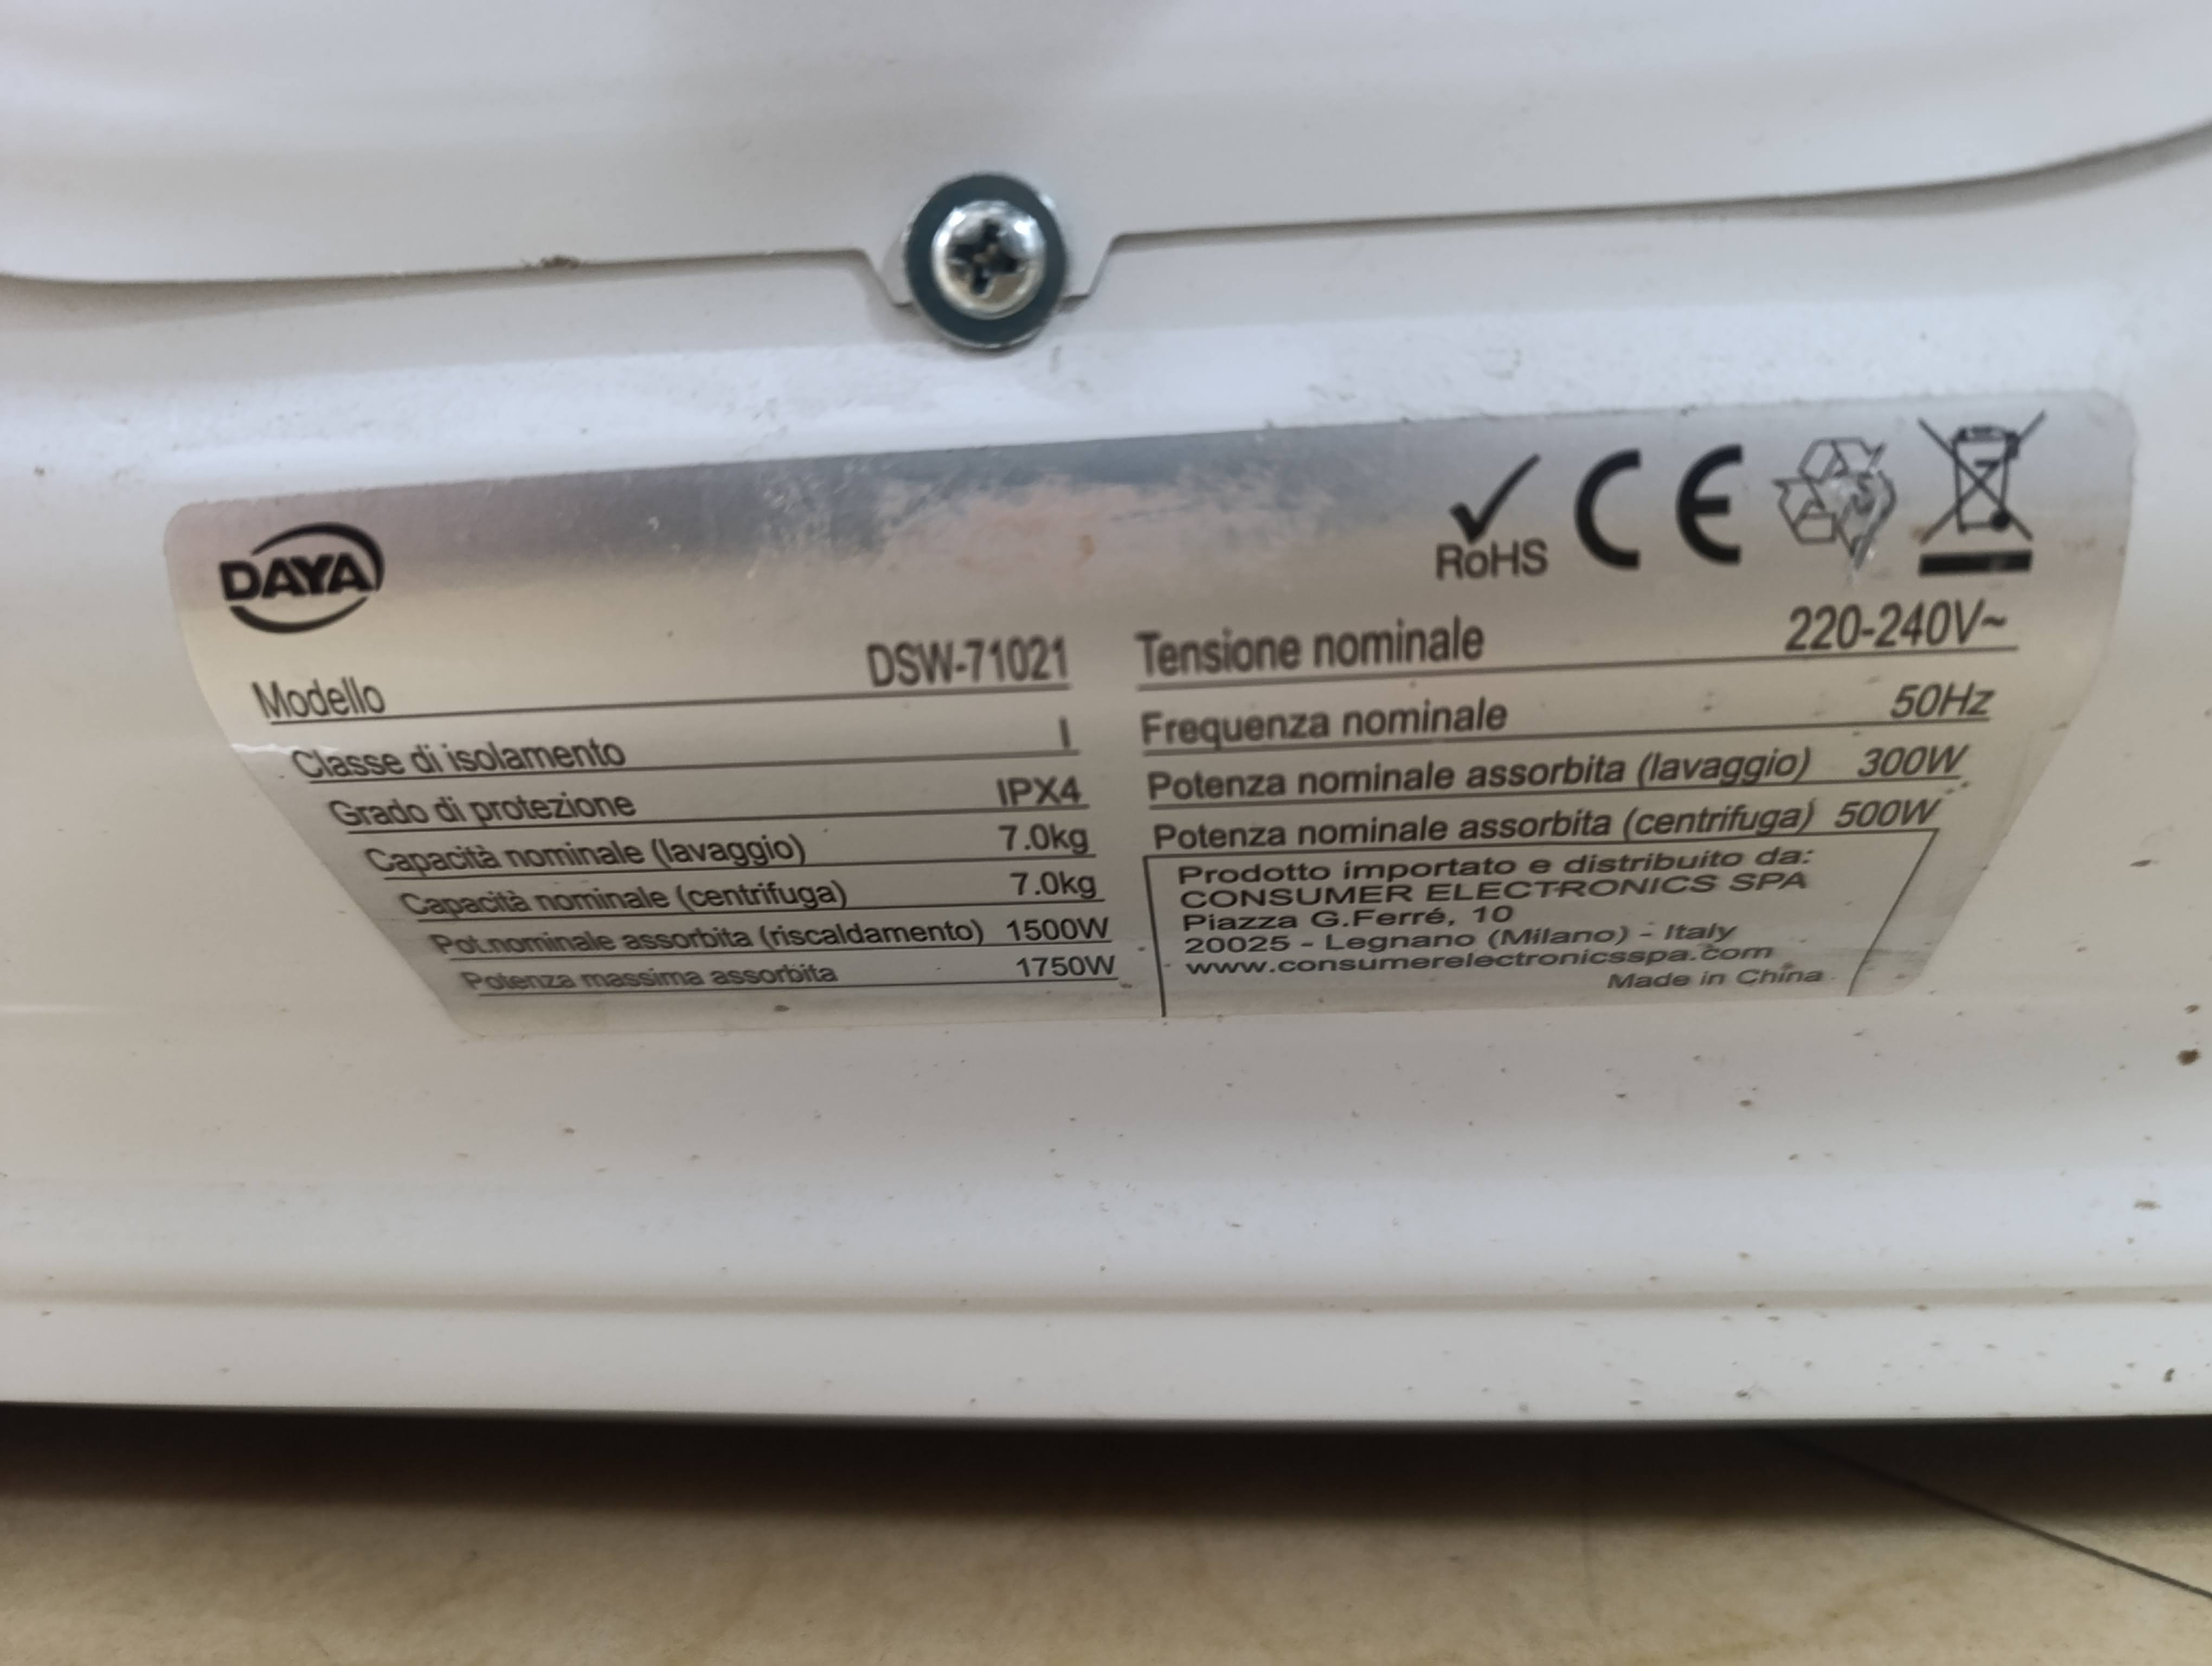 DAYA
RoHS CE
Modello DSW-71021
Classe di isolamento I
Grado di protezione IPX4
Capacità nominale (lavaggio) 7.0kg
Capacità nominale (centrifuga) 7.0kg
Pot.nominale assorbita (riscaldamento) 1500W
Potenza massima assorbita 1750W
Tensione nominale 220-240V~
Frequenza nominale 50Hz
Potenza nominale assorbita (lavaggio) 300W
Potenza nominale assorbita (centrifuga) 500W
Prodotto importato e distribuito da:
CONSUMER ELECTRONICS SPA
Piazza G.Ferré, 10
20025 - Legnano (Milano) - Italy
www.consumerelectronicsspa.com
Made in China